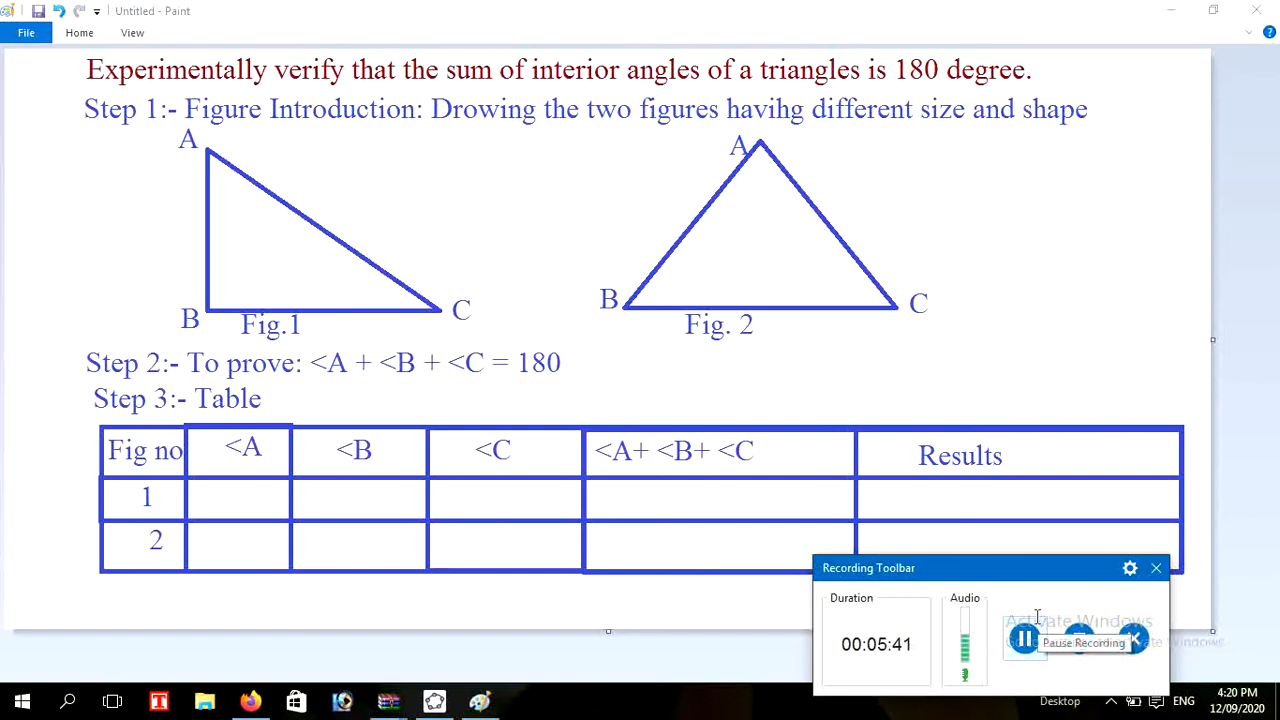 Untitled - Paint
File Home View
Experimentally verify that the sum of interior angles of a triangles is 180 degree.
Step 1:- Figure Introduction: Drowing the two figures havihg different size and shape
A
A
B
C
B
C
Fig.1
Fig. 2
Step 2:- To prove: <A + <B + <C = 180
Step 3:- Table
Fig no <A <B <C <A+ <B+ <C Results
1
2
Recording Toolbar
Duration Audio
00:05:41
Activate Windows
Pause Recording
Windows
Desktop ENG
4:20 PM
12/09/2020